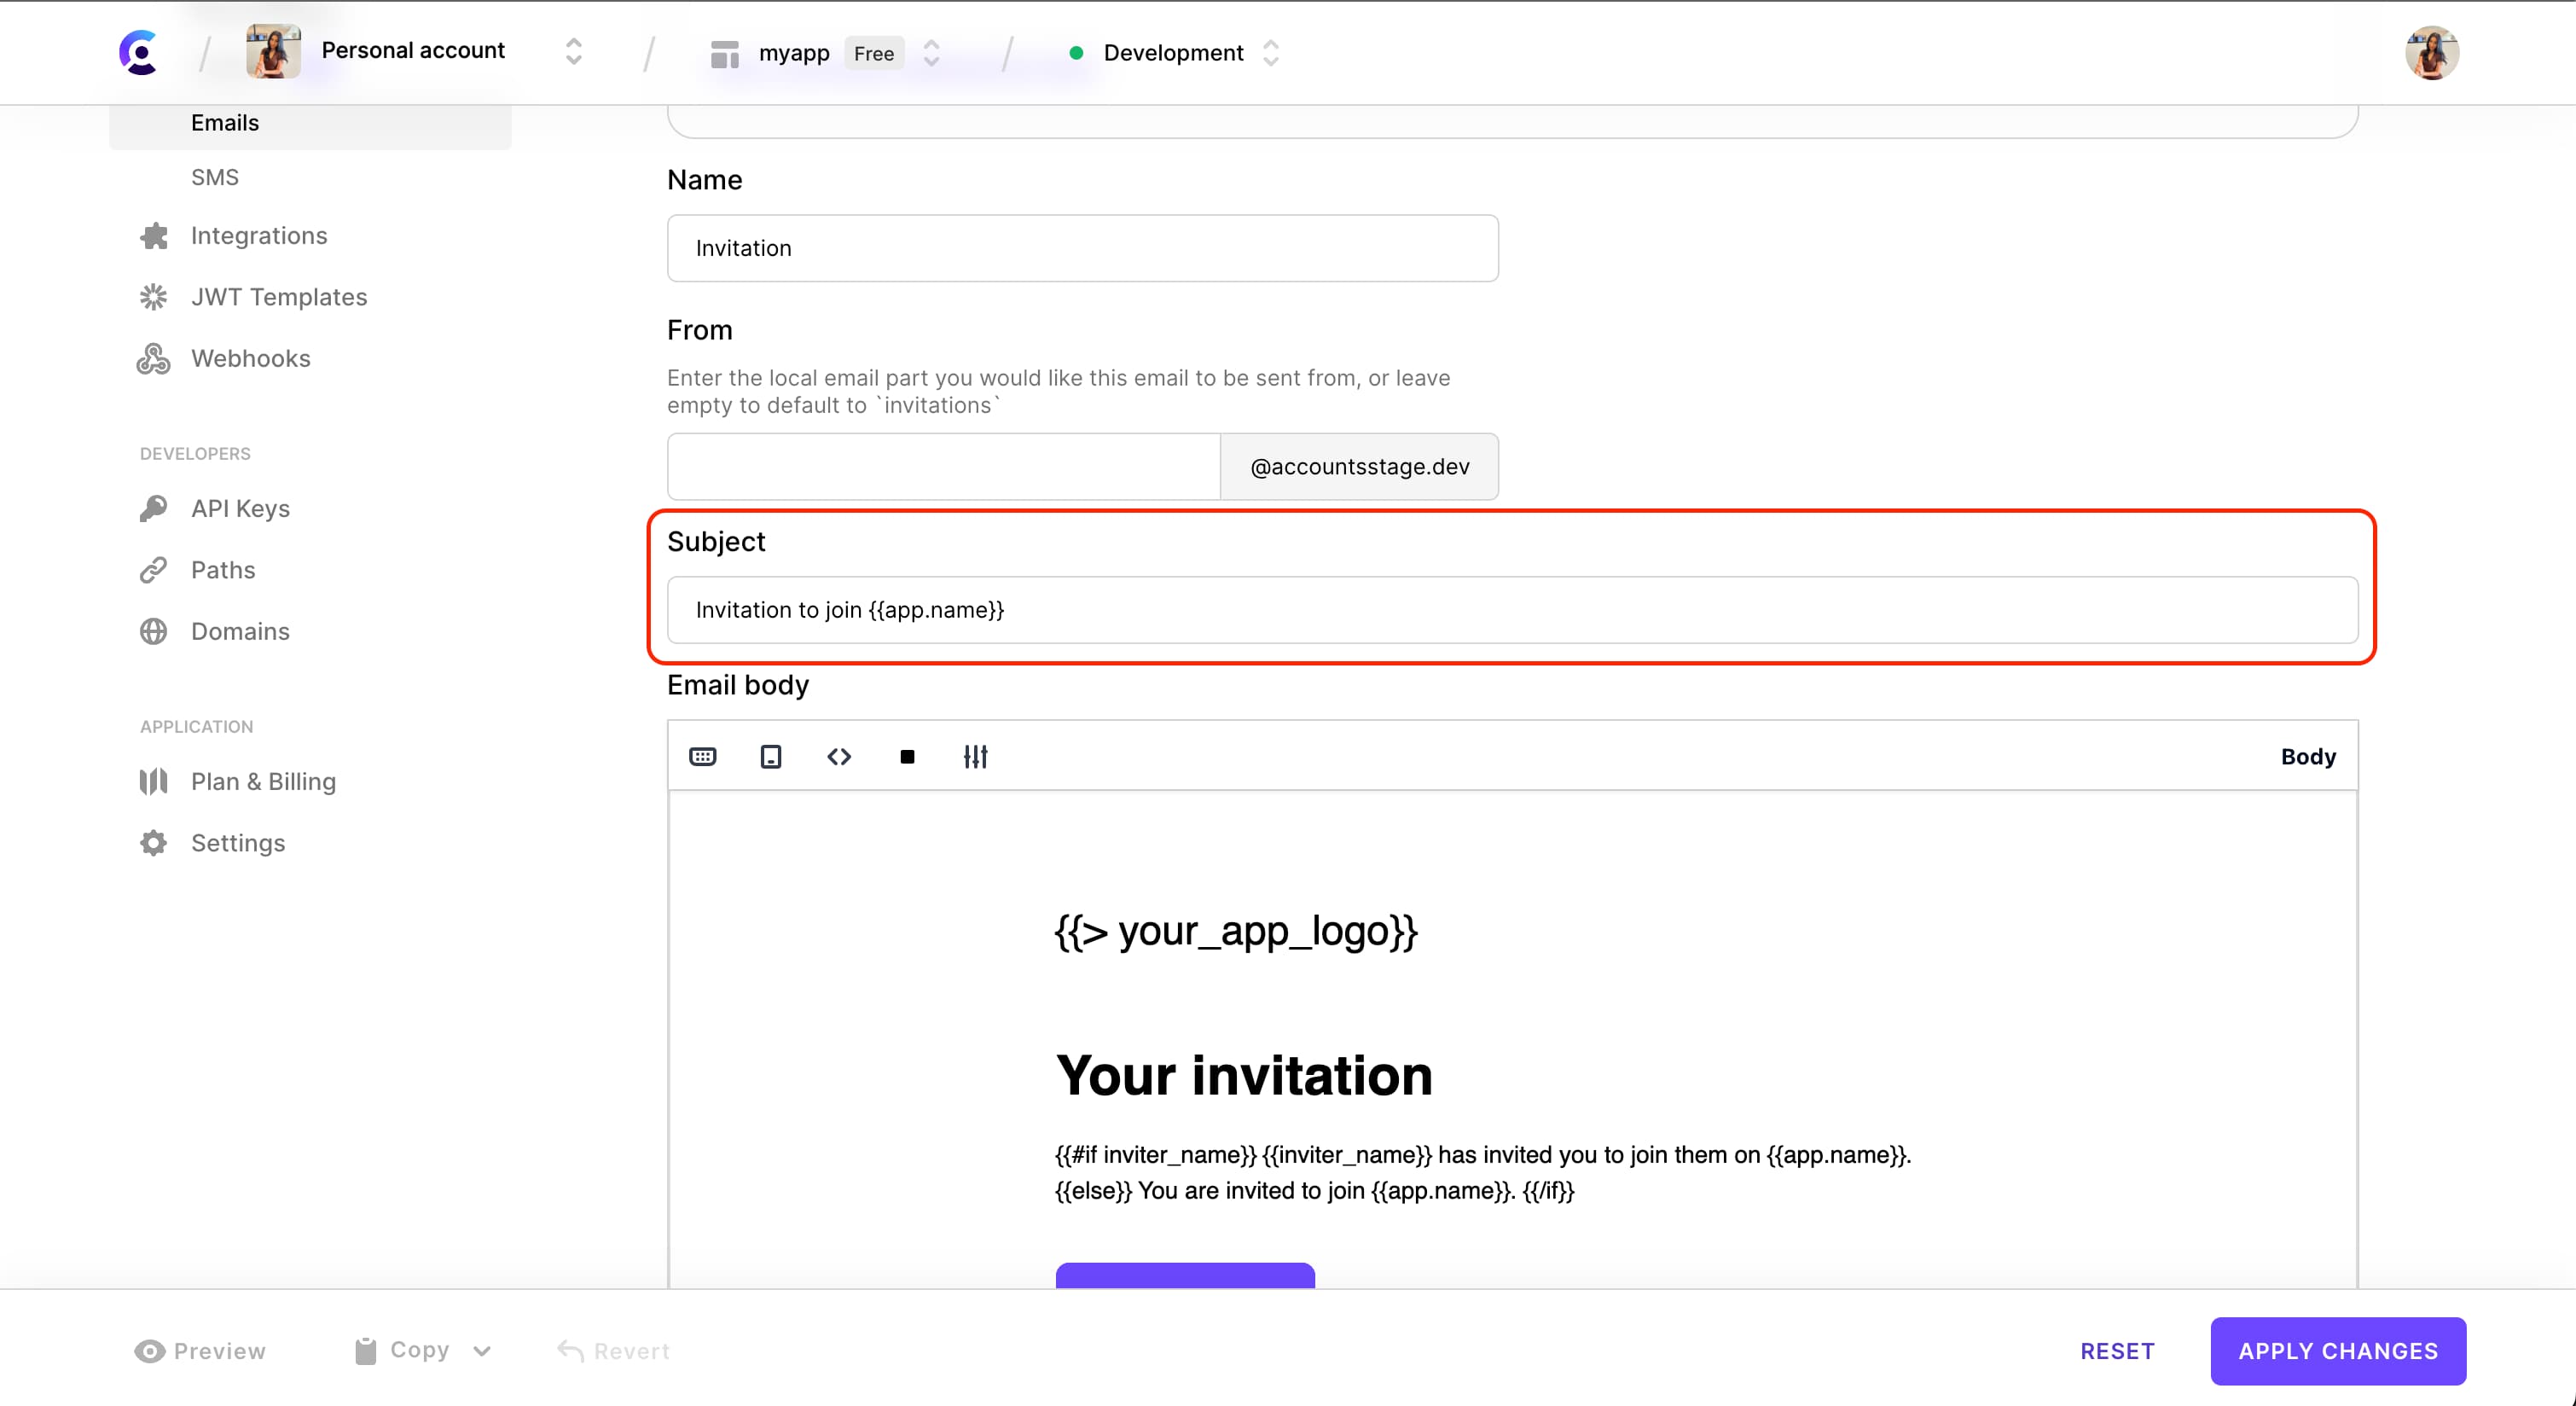 Personal account
myapp
Free
Development
Emails
SMS
Integrations
JWT Templates
Webhooks
DEVELOPERS
API Keys
Paths
Domains
APPLICATION
Plan & Billing
Settings
Name
Invitation
From
Enter the local email part you would like this email to be sent from, or leave
empty to default to `invitations`
@accountsstage.dev
Subject
Invitation to join {{app.name}}
Email body
Body
{{> your_app_logo}}
Your invitation
{{#if inviter_name}} {{inviter_name}} has invited you to join them on {{app.name}}.
{{else}} You are invited to join {{app.name}}. {{/if}}
Preview
Copy
Revert
RESET
APPLY CHANGES